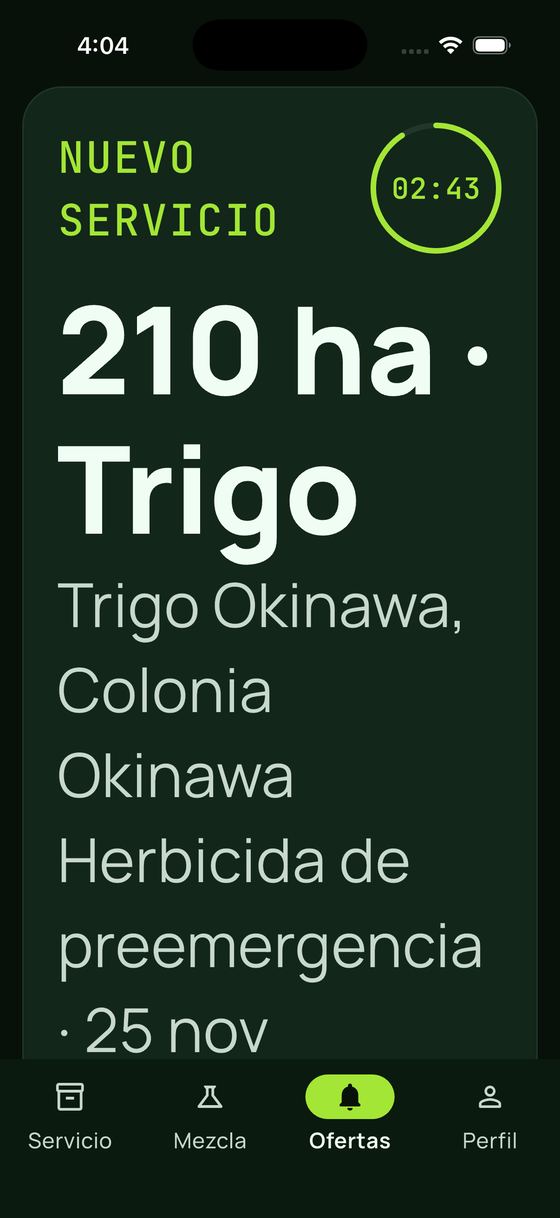 4:04
NUEVO
SERVICIO
02:43
210 ha ·
Trigo
Trigo Okinawa,
Colonia
Okinawa
Herbicida de
preemergencia
· 25 nov
Servicio
Mezcla
Ofertas
Perfil